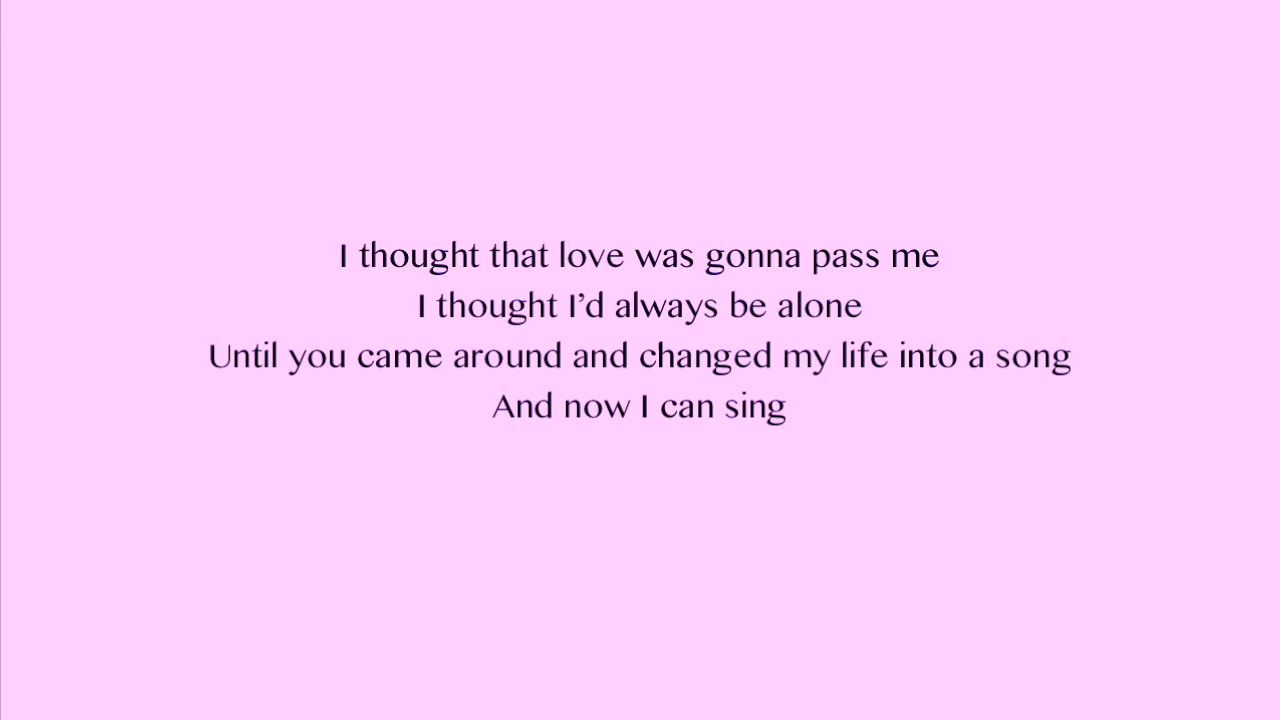 I thought that love was gonna pass me
I thought I’d always be alone
Until you came around and changed my life into a song
And now I can sing